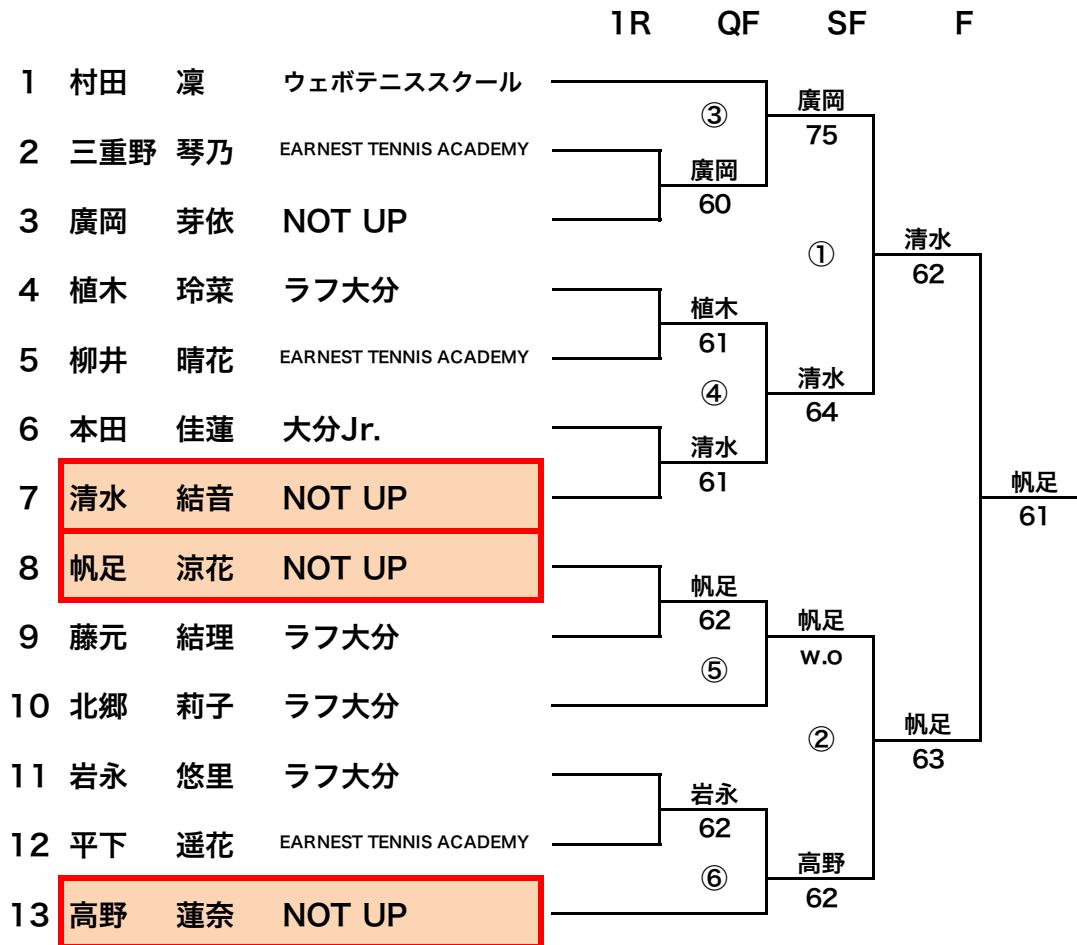 1R QF SF F
1 村田 凜 ウェボテニススクール
廣岡
③
75
2 三重野 琴乃 EARNEST TENNIS ACADEMY
廣岡
60
3 廣岡 芽依 NOT UP
清水
①
62
4 植木 玲菜 ラフ大分
植木
61
5 柳井 晴花 EARNEST TENNIS ACADEMY
清水
④
64
6 本田 佳蓮 大分Jr.
清水
61
7 清水 結音 NOT UP
帆足
61
8 帆足 涼花 NOT UP
帆足
62
帆足
9 藤元 結理 ラフ大分
w.o
⑤
10 北郷 莉子 ラフ大分
帆足
②
63
11 岩永 悠里 ラフ大分
岩永
62
12 平下 遥花 EARNEST TENNIS ACADEMY
高野
⑥
62
13 高野 蓮奈 NOT UP